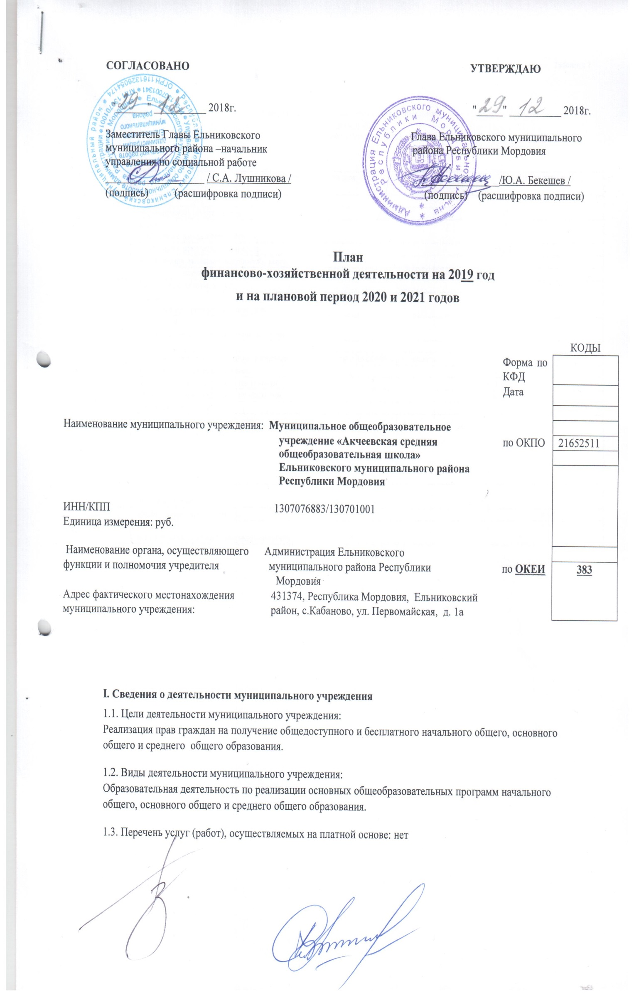 СОГЛАСОВАНО
"29" 12 2018г.
Заместитель Главы Ельниковского
муниципального района –начальник
управления по социальной работе
/ С.А. Лушникова /
(подпись) (расшифровка подписи)
УТВЕРЖДАЮ
"29" 12 2018г.
Глава Ельниковского муниципального
района Республики Мордовия
/Ю.А. Бекешев /
(подпись) (расшифровка подписи)
Администрация Ельниковского муниципального района
Республики Мордовия
План
финансово-хозяйственной деятельности на 2019 год
и на плановой период 2020 и 2021 годов
КОДЫ
Форма по
КФД
Дата
Наименование муниципального учреждения: Муниципальное общеобразовательное
учреждение «Акчеевская средняя по ОКПО 21652511
общеобразовательная школа»
Ельниковского муниципального района
Республики Мордовия
ИНН/КПП 1307076883/130701001
Единица измерения: руб.
Наименование органа, осуществляющего Администрация Ельниковского
функции и полномочия учредителя муниципального района Республики по ОКЕИ 383
Мордовия
Адрес фактического местонахождения 431374, Республика Мордовия, Ельниковский
муниципального учреждения: район, с.Кабаново, ул. Первомайская, д. 1а
I. Сведения о деятельности муниципального учреждения
1.1. Цели деятельности муниципального учреждения:
Реализация прав граждан на получение общедоступного и бесплатного начального общего, основного
общего и среднего общего образования.
1.2. Виды деятельности муниципального учреждения:
Образовательная деятельность по реализации основных общеобразовательных программ начального
общего, основного общего и среднего общего образования.
1.3. Перечень услуг (работ), осуществляемых на платной основе: нет